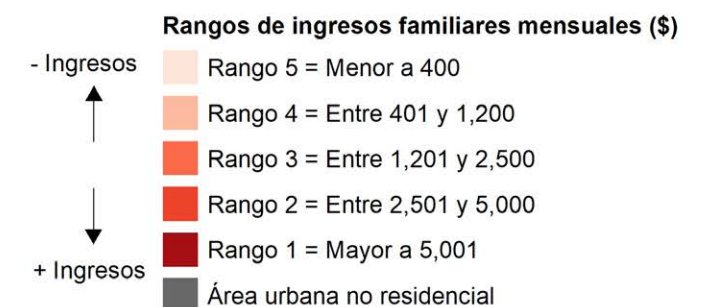 Rangos de ingresos familiares mensuales ($)
- Ingresos
Rango 5 = Menor a 400
Rango 4 = Entre 401 y 1,200
Rango 3 = Entre 1,201 y 2,500
Rango 2 = Entre 2,501 y 5,000
Rango 1 = Mayor a 5,001
+ Ingresos
Área urbana no residencial